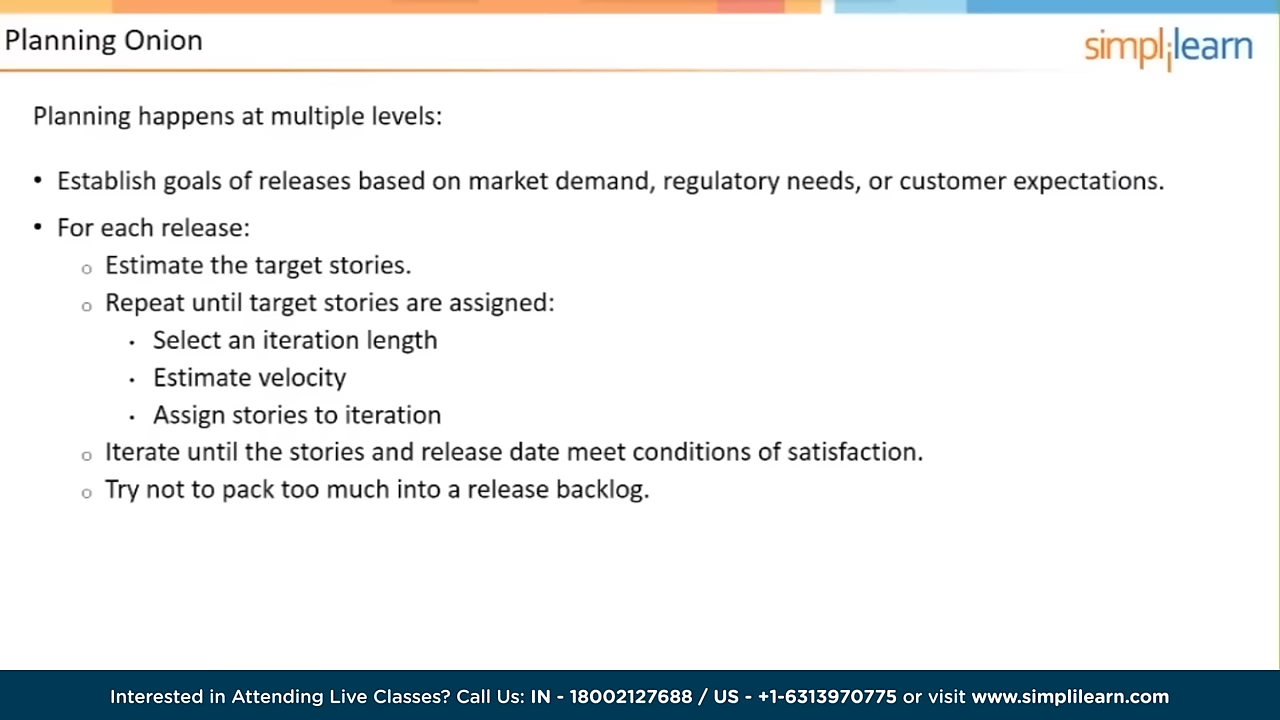 Planning Onion
simplilearn
Planning happens at multiple levels:
• Establish goals of releases based on market demand, regulatory needs, or customer expectations.
• For each release:
o Estimate the target stories.
o Repeat until target stories are assigned:
• Select an iteration length
• Estimate velocity
• Assign stories to iteration
o Iterate until the stories and release date meet conditions of satisfaction.
o Try not to pack too much into a release backlog.
Interested in Attending Live Classes? Call Us: IN - 18002127688 / US - +1-6313970775 or visit www.simplilearn.com